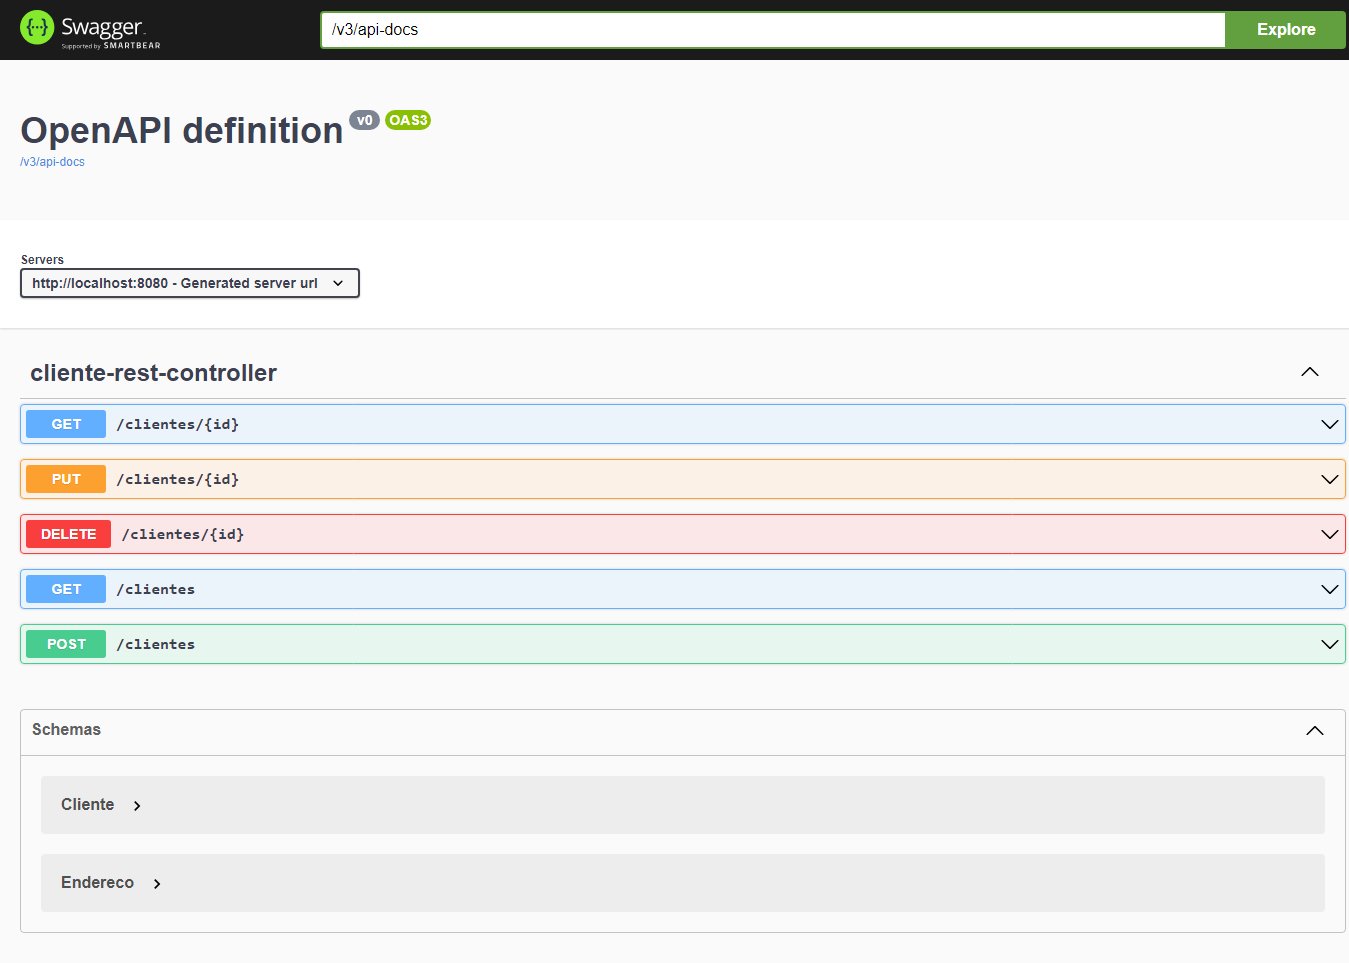 {···} Swagger.
Supported by SMARTBEAR
/v3/api-docs
Explore
OpenAPI definition v0 OAS3
/v3/api-docs
Servers
http://localhost:8080 - Generated server url
cliente-rest-controller
GET /clientes/{id}
PUT /clientes/{id}
DELETE /clientes/{id}
GET /clientes
POST /clientes
Schemas
Cliente
Endereco